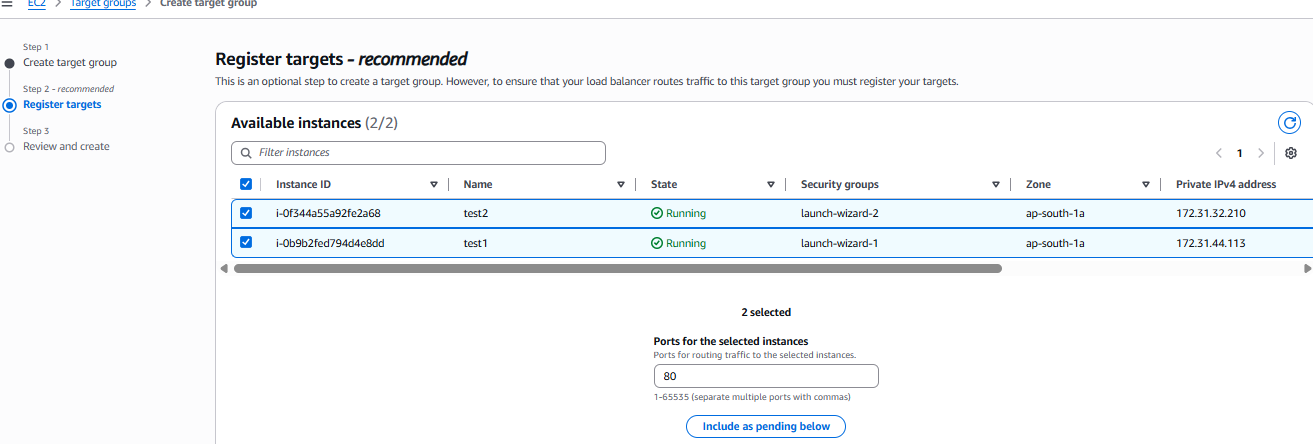 EC2 > Target groups > Create target group
Step 1
Create target group
Step 2 - recommended
Register targets
Step 3
Review and create
Register targets - recommended
This is an optional step to create a target group. However, to ensure that your load balancer routes traffic to this target group you must register your targets.
Available instances (2/2)
Filter instances
1
Instance ID Name State Security groups Zone Private IPv4 address
i-0f344a55a92fe2a68 test2 Running launch-wizard-2 ap-south-1a 172.31.32.210
i-0b9b2fed794d4e8dd test1 Running launch-wizard-1 ap-south-1a 172.31.44.113
2 selected
Ports for the selected instances
Ports for routing traffic to the selected instances.
80
1-65535 (separate multiple ports with commas)
Include as pending below